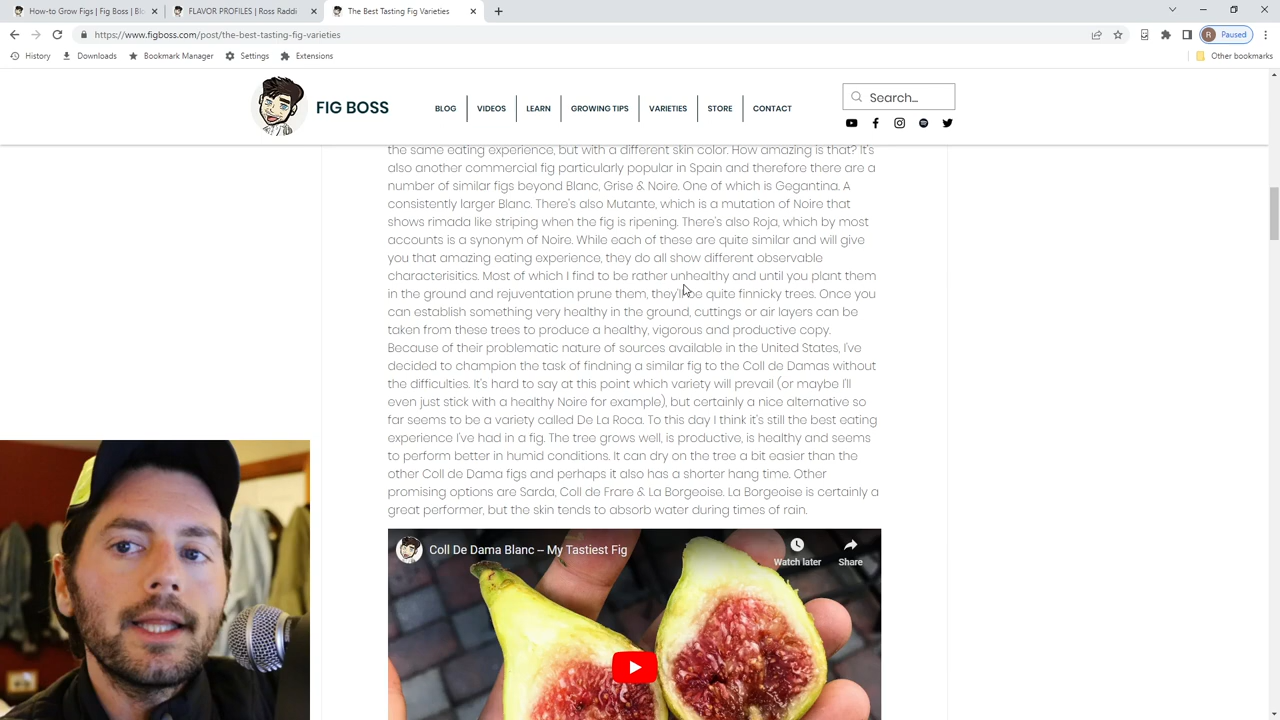 How-to Grow Figs | Fig Boss | Blo
FLAVOR PROFILES | Ross Raddi
The Best Tasting Fig Varieties
https://www.figboss.com/post/the-best-tasting-fig-varieties
R Paused
History
Downloads
Bookmark Manager
Settings
Extensions
Other bookmarks
FIG BOSS
BLOG
VIDEOS
LEARN
GROWING TIPS
VARIETIES
STORE
CONTACT
Search...
the same eating experience, but with a different skin color. How amazing is that? It's
also another commercial fig particularly popular in Spain and therefore there are a
number of similar figs beyond Blanc, Grise & Noire. One of which is Gegantina. A
consistently larger Blanc. There's also Mutante, which is a mutation of Noire that
shows rimada like striping when the fig is ripening. There's also Roja, which by most
accounts is a synonym of Noire. While each of these are quite similar and will give
you that amazing eating experience, they do all show different observable
characterisitics. Most of which I find to be rather unhealthy and until you plant them
in the ground and rejuventation prune them, they'll be quite finnicky trees. Once you
can establish something very healthy in the ground, cuttings or air layers can be
taken from these trees to produce a healthy, vigorous and productive copy.
Because of their problematic nature of sources available in the United States, I've
decided to champion the task of findning a similar fig to the Coll de Damas without
the difficulties. It's hard to say at this point which variety will prevail (or maybe I'll
even just stick with a healthy Noire for example), but certainly a nice alternative so
far seems to be a variety called De La Roca. To this day I think it's still the best eating
experience I've had in a fig. The tree grows well, is productive, is healthy and seems
to perform better in humid conditions. It can dry on the tree a bit easier than the
other Coll de Dama figs and perhaps it also has a shorter hang time. Other
promising options are Sarda, Coll de Frare & La Borgeoise. La Borgeoise is certainly a
great performer, but the skin tends to absorb water during times of rain.
Coll De Dama Blanc -- My Tastiest Fig
Watch later
Share